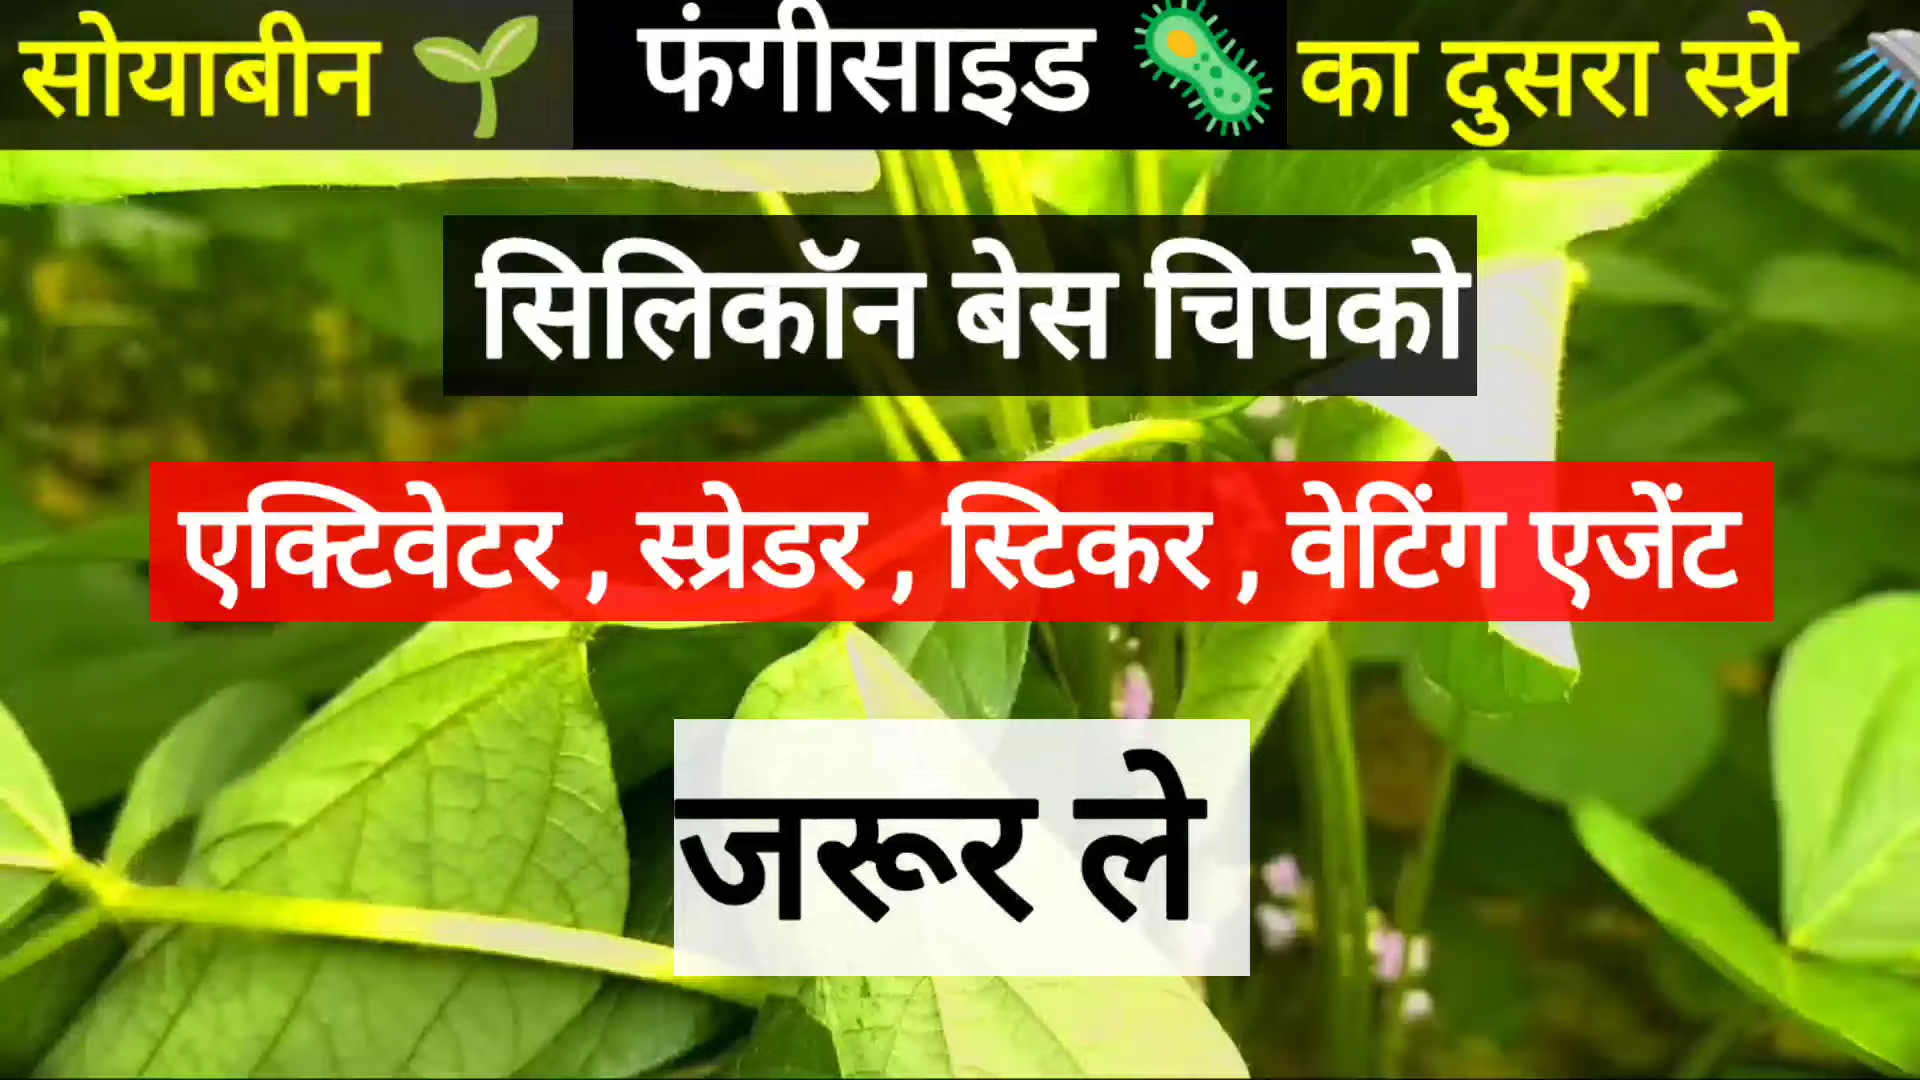 सोयाबीन 🌱 फंगीसाइड 🦠 का दुसरा स्प्रे 🚿
सिलिकॉन बेस चिपको
एक्टिवेटर , स्प्रेडर , स्टिकर , वेटिंग एजेंट
जरूर ले